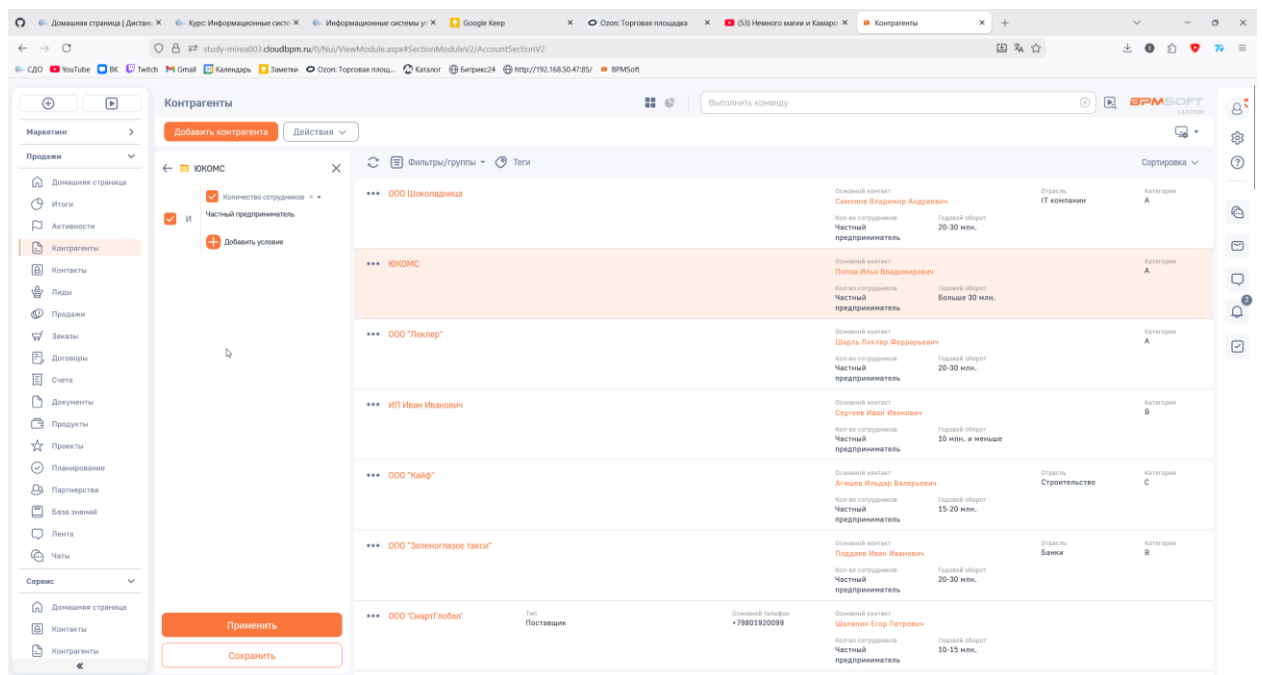 Домашняя страница | Дистан
Курс: Информационные систе
Информационные системы у
Google Keep
Ozon: Торговая площадка
(53) Немного магии и Камаро
Контрагенты
study-mirea003.cloudbpm.ru/0/Nui/ViewModule.aspx#SectionModuleV2/AccountSectionV2
СДО YouTube ВК Twitch Gmail Календарь Заметки Ozon: Торговая площ... Каталог Битрикс24 http://192.168.50.47:85/ BPMSoft
Контрагенты
Выполнить команду
BPMSOFT
Маркетинг
Продажи
Домашняя страница
Итоги
Активности
Контрагенты
Контакты
Лиды
Продажи
Заказы
Договоры
Счета
Документы
Продукты
Проекты
Планирование
Партнерства
База знаний
Лента
Чаты
Сервис
Домашняя страница
Контакты
Контрагенты
«
Добавить контрагента
Действия
ЮКОМС
И
Количество сотрудников =
Частный предприниматель
Добавить условие
Применить
Сохранить
Фильтры/группы
Теги
Сортировка
ООО Шоколадница
Основной контакт
Симонов Владимир Андреевич
Отрасль
IT компании
Категория
A
Кол-во сотрудников
Частный предприниматель
Годовой оборот
20-30 млн.
ЮКОМС
Основной контакт
Попов Илья Владимирович
Категория
A
Кол-во сотрудников
Частный предприниматель
Годовой оборот
Больше 30 млн.
ООО "Леклер"
Основной контакт
Шарль Леклер Феррарьевич
Категория
A
Кол-во сотрудников
Частный предприниматель
Годовой оборот
20-30 млн.
ИП Иван Иванович
Основной контакт
Сергеев Иван Иванович
Категория
B
Кол-во сотрудников
Частный предприниматель
Годовой оборот
10 млн. и меньше
ООО "Кайф"
Основной контакт
Агишев Ильдар Валерьевич
Отрасль
Строительство
Категория
C
Кол-во сотрудников
Частный предприниматель
Годовой оборот
15-20 млн.
ООО "Зеленоглазое такси"
Основной контакт
Поддаев Иван Иванович
Отрасль
Банки
Категория
B
Кол-во сотрудников
Частный предприниматель
Годовой оборот
20-30 млн.
ООО 'СмартГлобал'
Тип
Поставщик
Основной телефон
+79801920099
Основной контакт
Шаляпин Егор Петрович
Кол-во сотрудников
Частный предприниматель
Годовой оборот
10-15 млн.
2